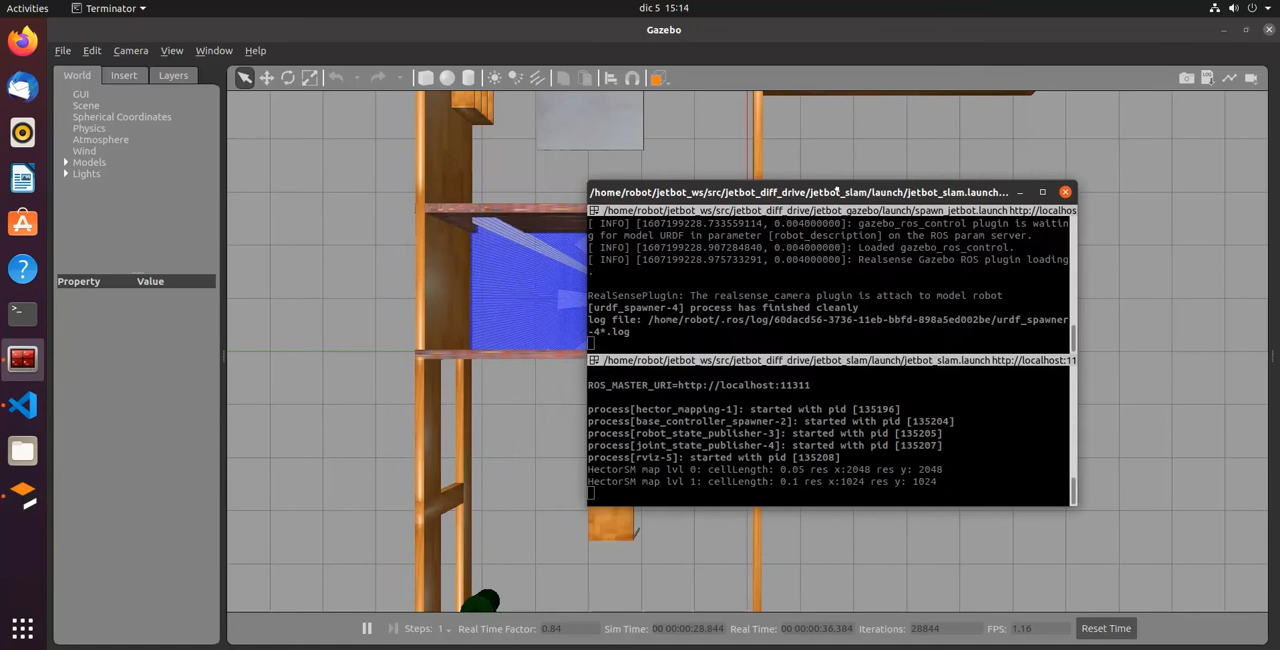 Activities
Terminator
dic 5 15:14
Gazebo
File Edit Camera View Window Help
World Insert Layers
GUI
Scene
Spherical Coordinates
Physics
Atmosphere
Wind
Models
Lights
Property Value
/home/robot/jetbot_ws/src/jetbot_diff_drive/jetbot_slam/launch/jetbot_slam.launch...
/home/robot/jetbot_ws/src/jetbot_diff_drive/jetbot_gazebo/launch/spawn_jetbot.launch http://localhos
[ INFO] [1607199228.733559114, 0.004000000]: gazebo_ros_control plugin is waitin
g for model URDF in parameter [robot_description] on the ROS param server.
[ INFO] [1607199228.907284840, 0.004000000]: Loaded gazebo_ros_control.
[ INFO] [1607199228.975733291, 0.004000000]: Realsense Gazebo ROS plugin loading
.
RealSensePlugin: The realsense_camera plugin is attach to model robot
[urdf_spawner-4] process has finished cleanly
log file: /home/robot/.ros/log/60dacd56-3736-11eb-bbfd-898a5ed002be/urdf_spawner
-4*.log
/home/robot/jetbot_ws/src/jetbot_diff_drive/jetbot_slam/launch/jetbot_slam.launch http://localhost:11
ROS_MASTER_URI=http://localhost:11311
process[hector_mapping-1]: started with pid [135196]
process[base_controller_spawner-2]: started with pid [135204]
process[robot_state_publisher-3]: started with pid [135205]
process[joint_state_publisher-4]: started with pid [135207]
process[rviz-5]: started with pid [135208]
HectorSM map lvl 0: cellLength: 0.05 res x:2048 res y: 2048
HectorSM map lvl 1: cellLength: 0.1 res x:1024 res y: 1024
Steps: 1 Real Time Factor: 0.84 Sim Time: 00 00:00:28.844 Real Time: 00 00:00:36.384 Iterations: 28844 FPS: 1.16 Reset Time